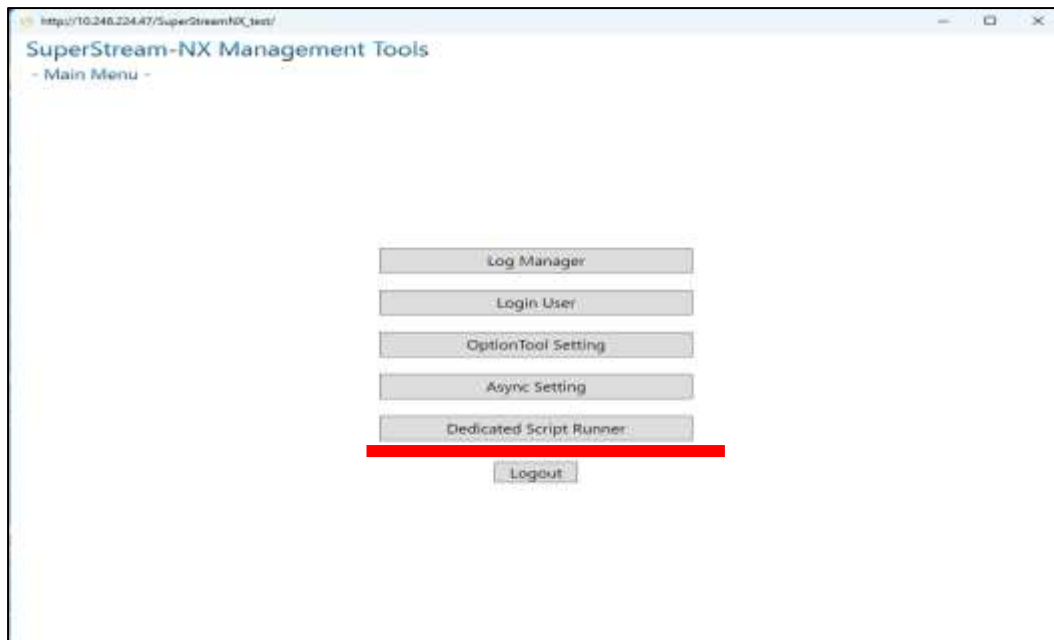 http://10.248.224.47/SuperStreamNX_test/
SuperStream-NX Management Tools
- Main Menu -
Log Manager
Login User
OptionTool Setting
Async Setting
Dedicated Script Runner
Logout